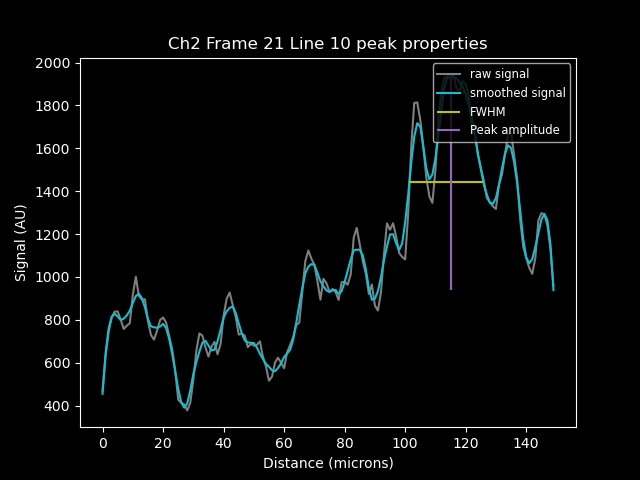 Ch2 Frame 21 Line 10 peak properties
raw signal
smoothed signal
FWHM
Peak amplitude
2000
1800
1600
1400
1200
1000
800
600
400
Signal (AU)
0 20 40 60 80 100 120 140
Distance (microns)